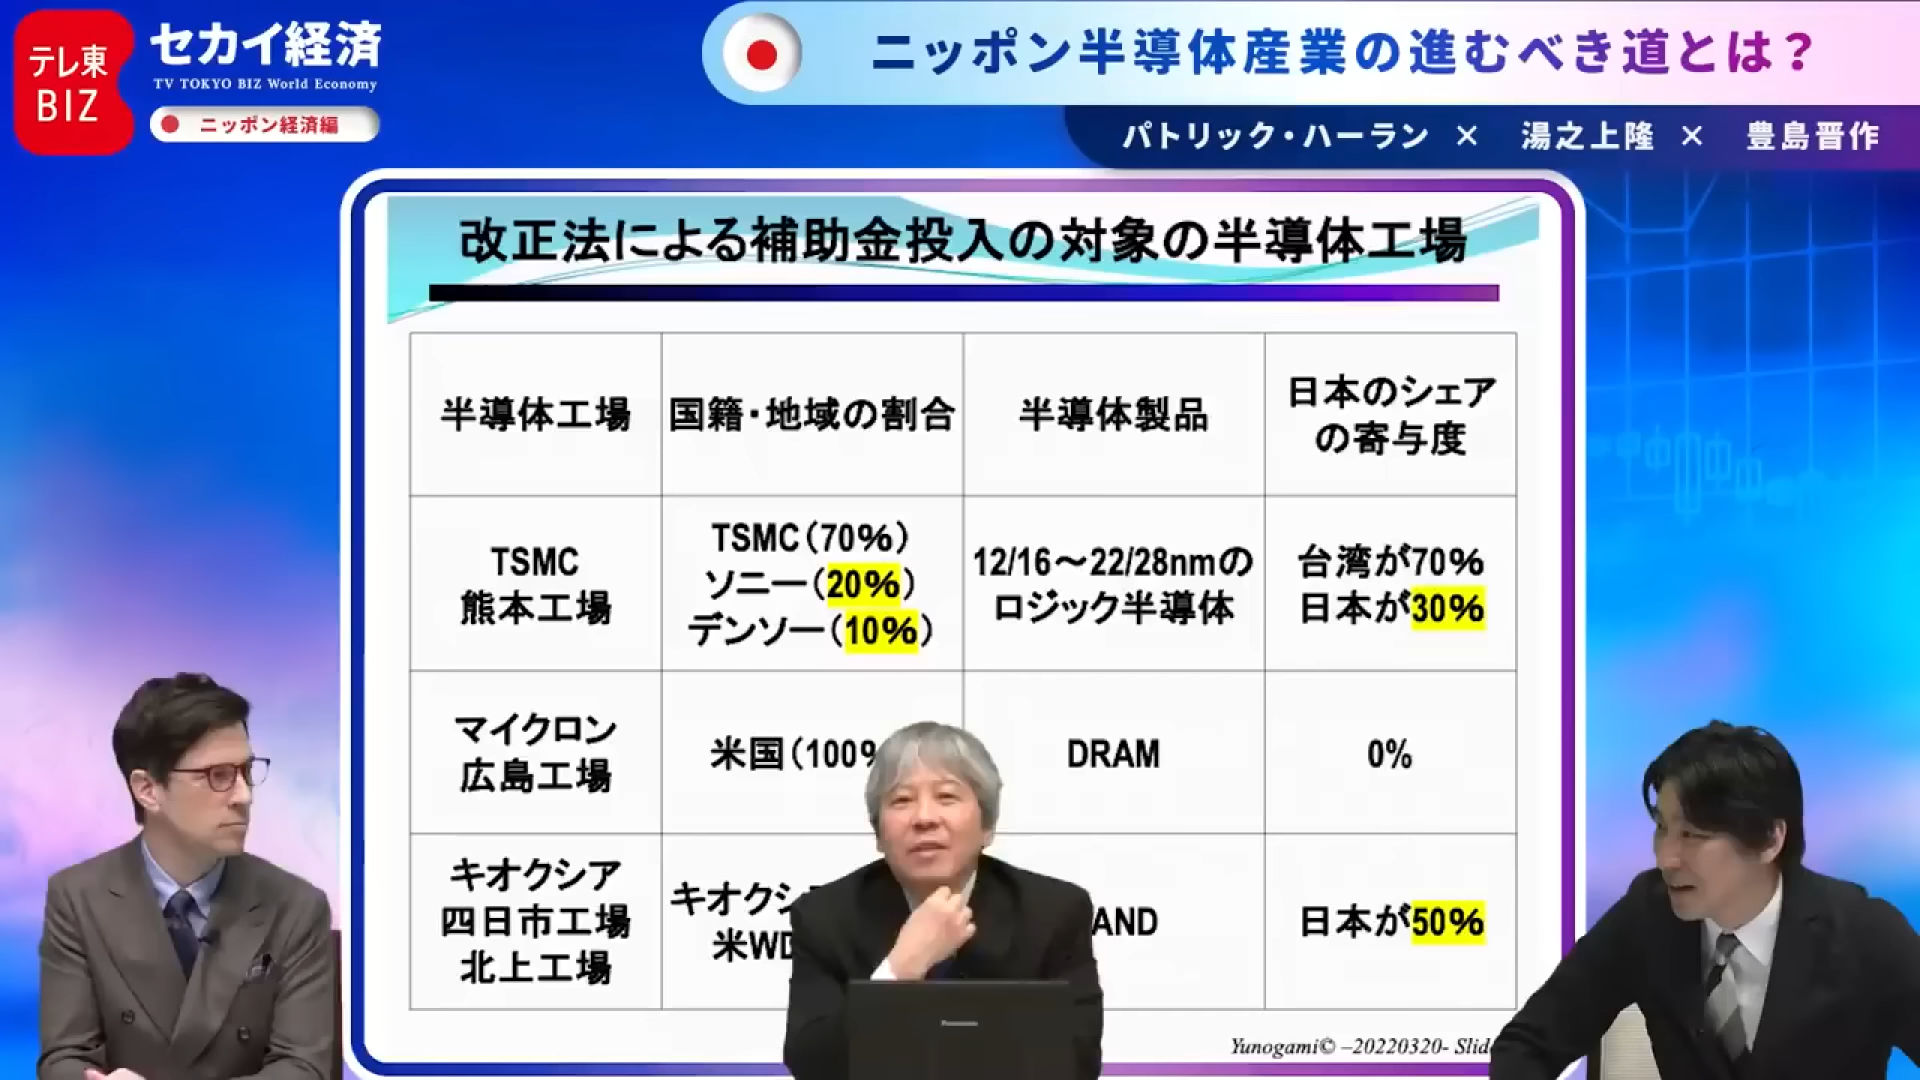 テレ東
BIZ
セカイ経済
TV TOKYO BIZ World Economy
ニッポン経済編
ニッポン半導体産業の進むべき道とは？
パトリック・ハーラン × 湯之上隆 × 豊島晋作
改正法による補助金投入の対象の半導体工場
半導体工場
国籍・地域の割合
半導体製品
日本のシェア
の寄与度
TSMC
熊本工場
TSMC（70%）
ソニー（20%）
デンソー（10%）
12/16～22/28nmの
ロジック半導体
台湾が70%
日本が30%
マイクロン
広島工場
米国（100%
DRAM
0%
キオクシア
四日市工場
北上工場
キオクシ
米WD
AND
日本が50%
Yunogami© –20220320- Slid
Panasonic